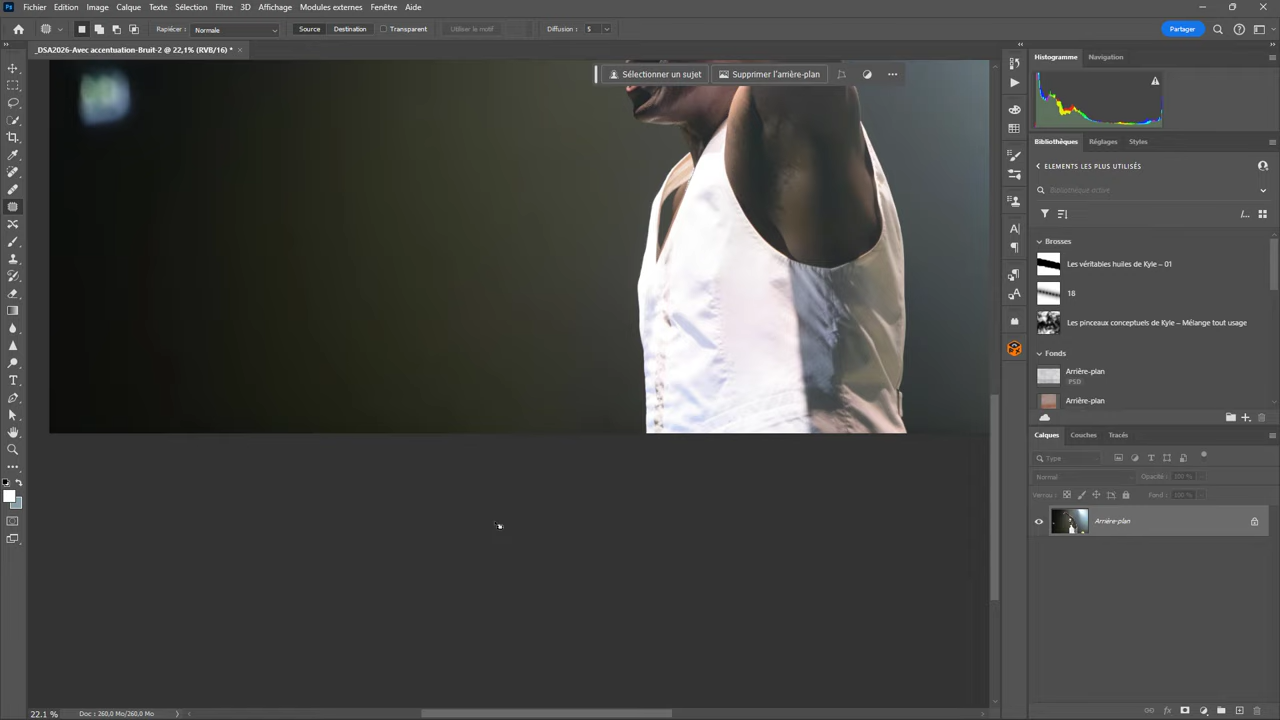 Ps Fichier Edition Image Calque Texte Sélection Filtre 3D Affichage Modules externes Fenêtre Aide
Rapiécer : Normale Source Destination Transparent Utiliser le motif Diffusion : 5 Partager
_DSA2026-Avec accentuation-Bruit-2 @ 22,1% (RVB/16) * ×
Sélectionner un sujet Supprimer l'arrière-plan
Histogramme Navigation
Bibliothèques Réglages Styles
ELEMENTS LES PLUS UTILISÉS
Bibliothèque active
Brosses
Les véritables huiles de Kyle – 01
18
Les pinceaux conceptuels de Kyle – Mélange tout usage
Fonds
Arrière-plan
PSD
Arrière-plan
Calques Couches Tracés
Type
Normal Opacité : 100 %
Verrou : Fond : 100 %
Arrière-plan
22.1 % Doc : 260,0 Mo/260,0 Mo